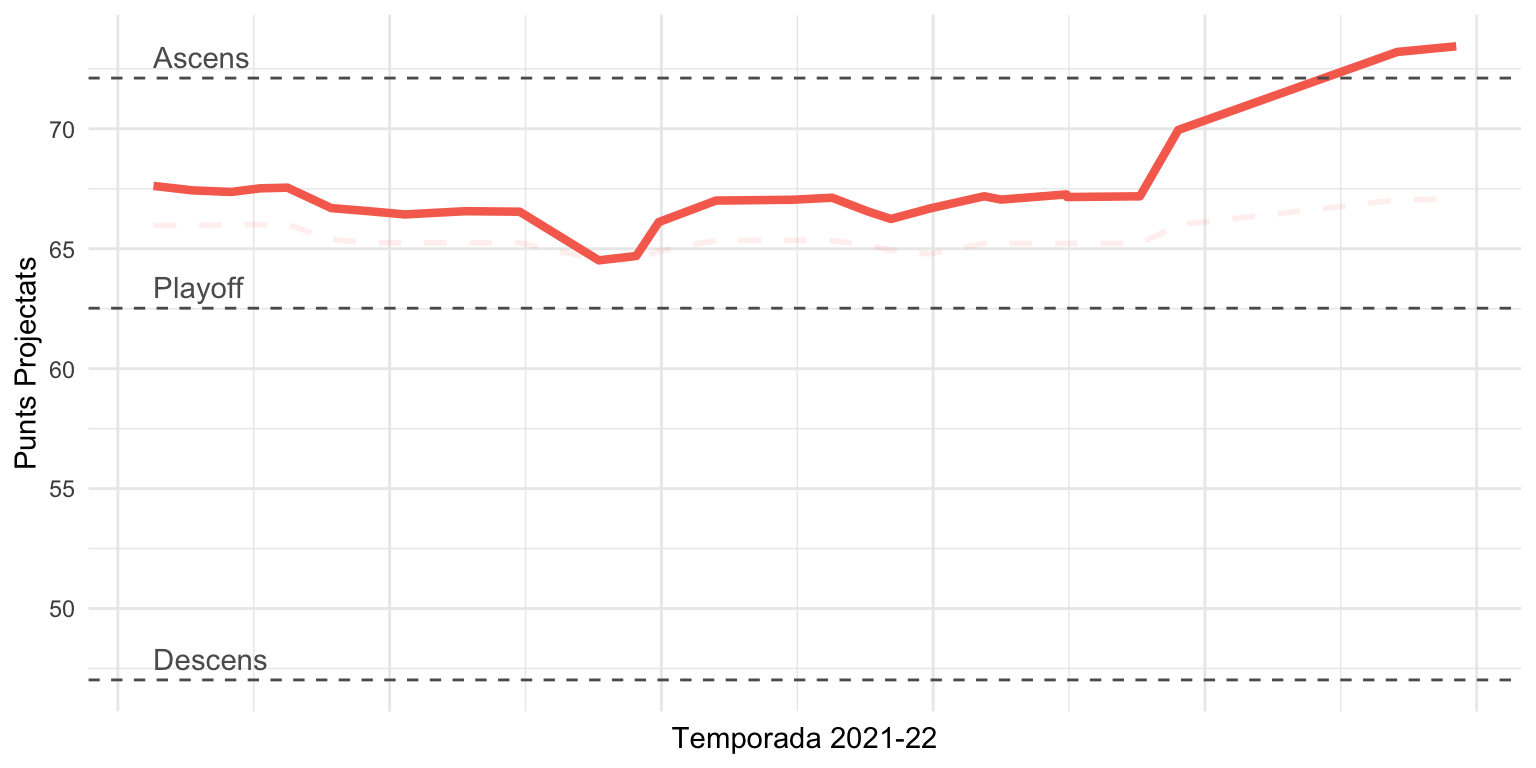 Ascens
70
65
Playoff
60
55
50
Descens
Punts Projectats
Temporada 2021-22